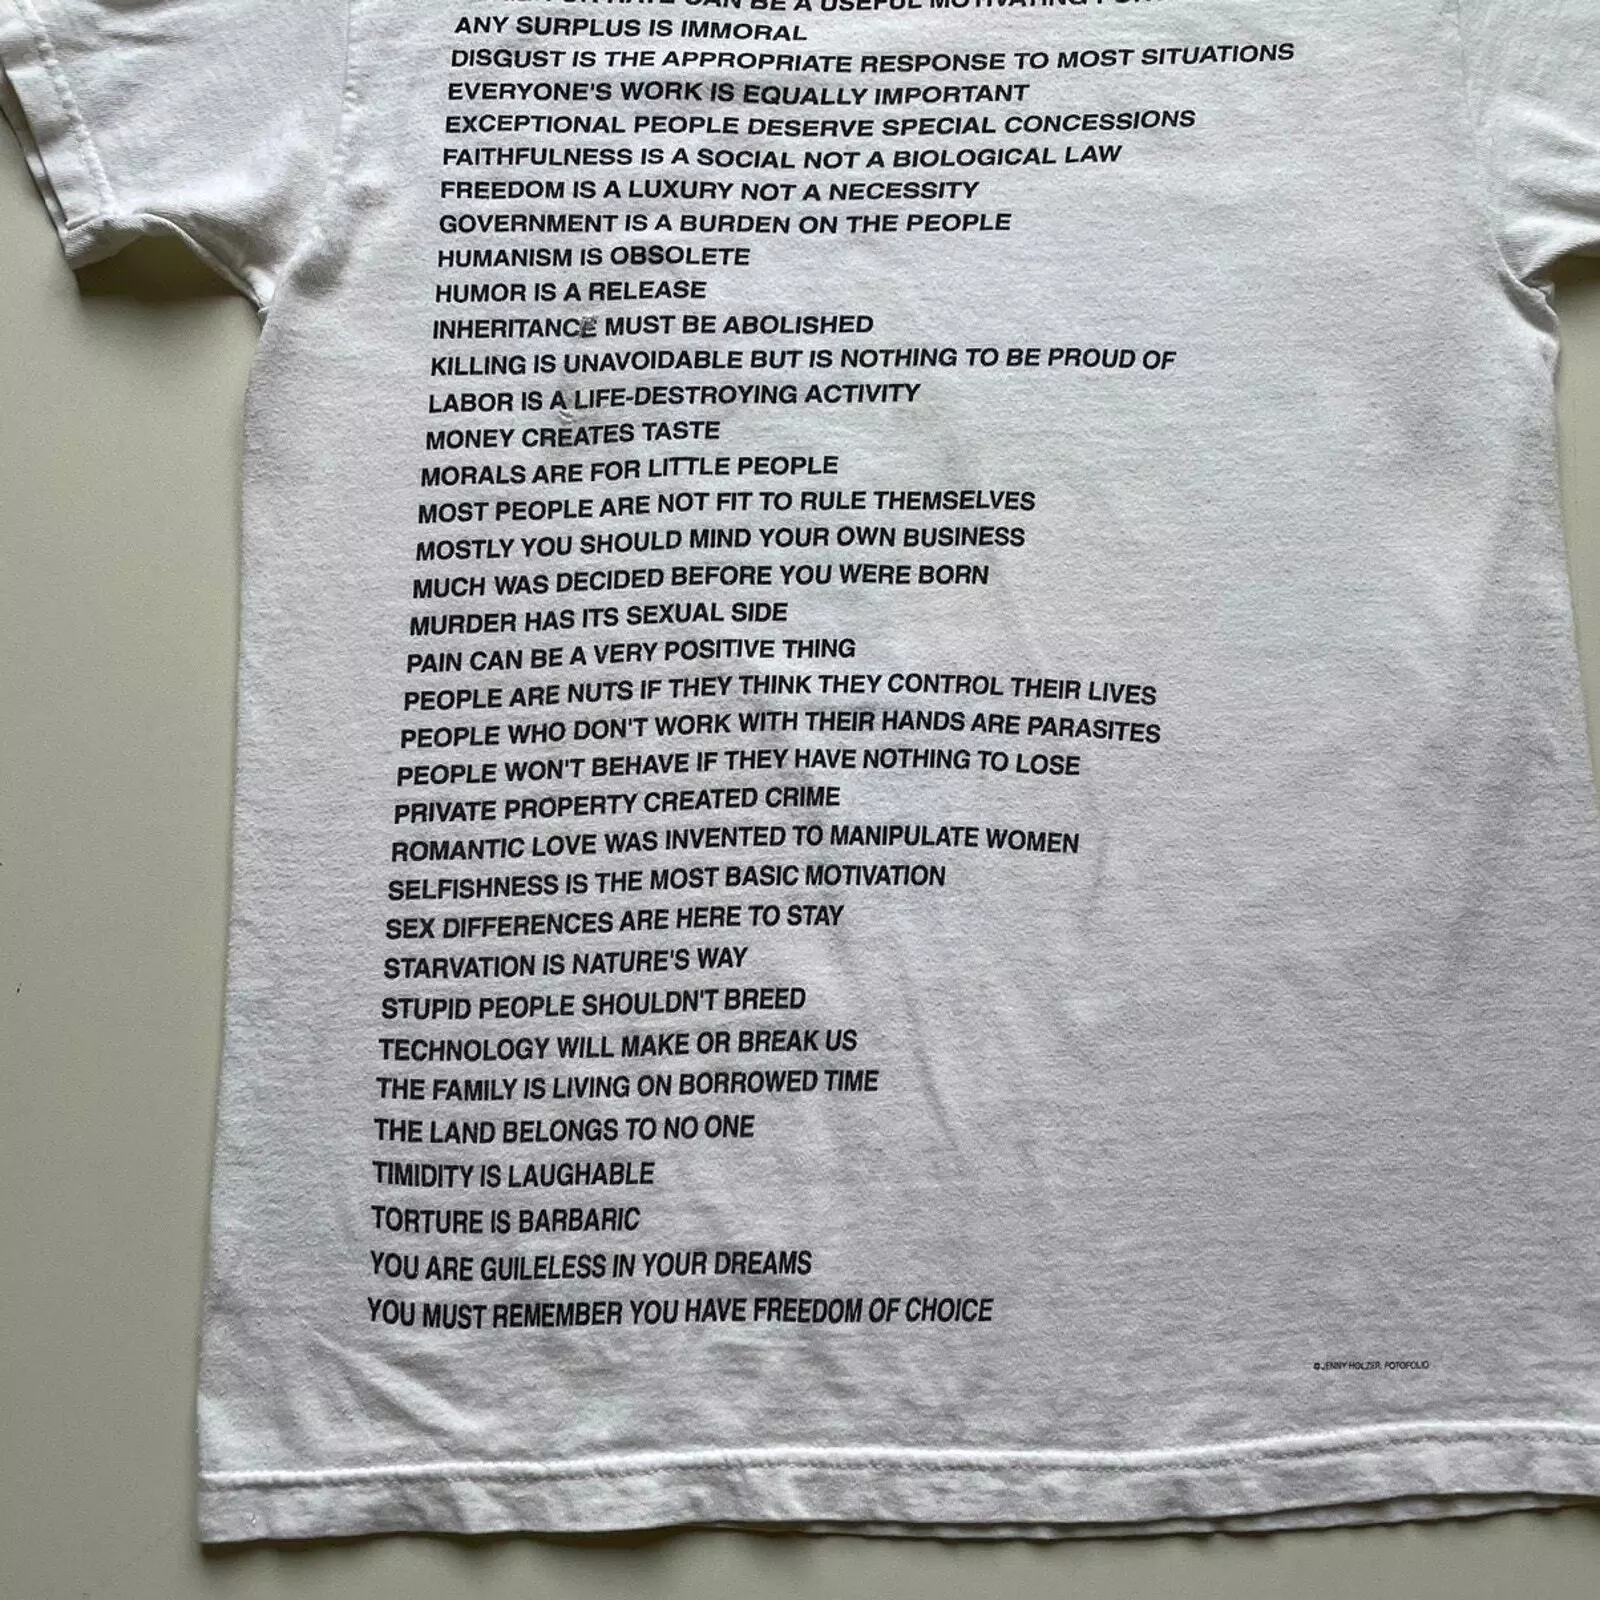 CAN BE A USEFUL MOTIVATING
ANY SURPLUS IS IMMORAL
DISGUST IS THE APPROPRIATE RESPONSE TO MOST SITUATIONS
EVERYONE'S WORK IS EQUALLY IMPORTANT
EXCEPTIONAL PEOPLE DESERVE SPECIAL CONCESSIONS
FAITHFULNESS IS A SOCIAL NOT A BIOLOGICAL LAW
FREEDOM IS A LUXURY NOT A NECESSITY
GOVERNMENT IS A BURDEN ON THE PEOPLE
HUMANISM IS OBSOLETE
HUMOR IS A RELEASE
INHERITANCE MUST BE ABOLISHED
KILLING IS UNAVOIDABLE BUT IS NOTHING TO BE PROUD OF
LABOR IS A LIFE-DESTROYING ACTIVITY
MONEY CREATES TASTE
MORALS ARE FOR LITTLE PEOPLE
MOST PEOPLE ARE NOT FIT TO RULE THEMSELVES
MOSTLY YOU SHOULD MIND YOUR OWN BUSINESS
MUCH WAS DECIDED BEFORE YOU WERE BORN
MURDER HAS ITS SEXUAL SIDE
PAIN CAN BE A VERY POSITIVE THING
PEOPLE ARE NUTS IF THEY THINK THEY CONTROL THEIR LIVES
PEOPLE WHO DON'T WORK WITH THEIR HANDS ARE PARASITES
PEOPLE WON'T BEHAVE IF THEY HAVE NOTHING TO LOSE
PRIVATE PROPERTY CREATED CRIME
ROMANTIC LOVE WAS INVENTED TO MANIPULATE WOMEN
SELFISHNESS IS THE MOST BASIC MOTIVATION
SEX DIFFERENCES ARE HERE TO STAY
STARVATION IS NATURE'S WAY
STUPID PEOPLE SHOULDN'T BREED
TECHNOLOGY WILL MAKE OR BREAK US
THE FAMILY IS LIVING ON BORROWED TIME
THE LAND BELONGS TO NO ONE
TIMIDITY IS LAUGHABLE
TORTURE IS BARBARIC
YOU ARE GUILELESS IN YOUR DREAMS
YOU MUST REMEMBER YOU HAVE FREEDOM OF CHOICE
© JENNY HOLZER, FOTOFOLIO